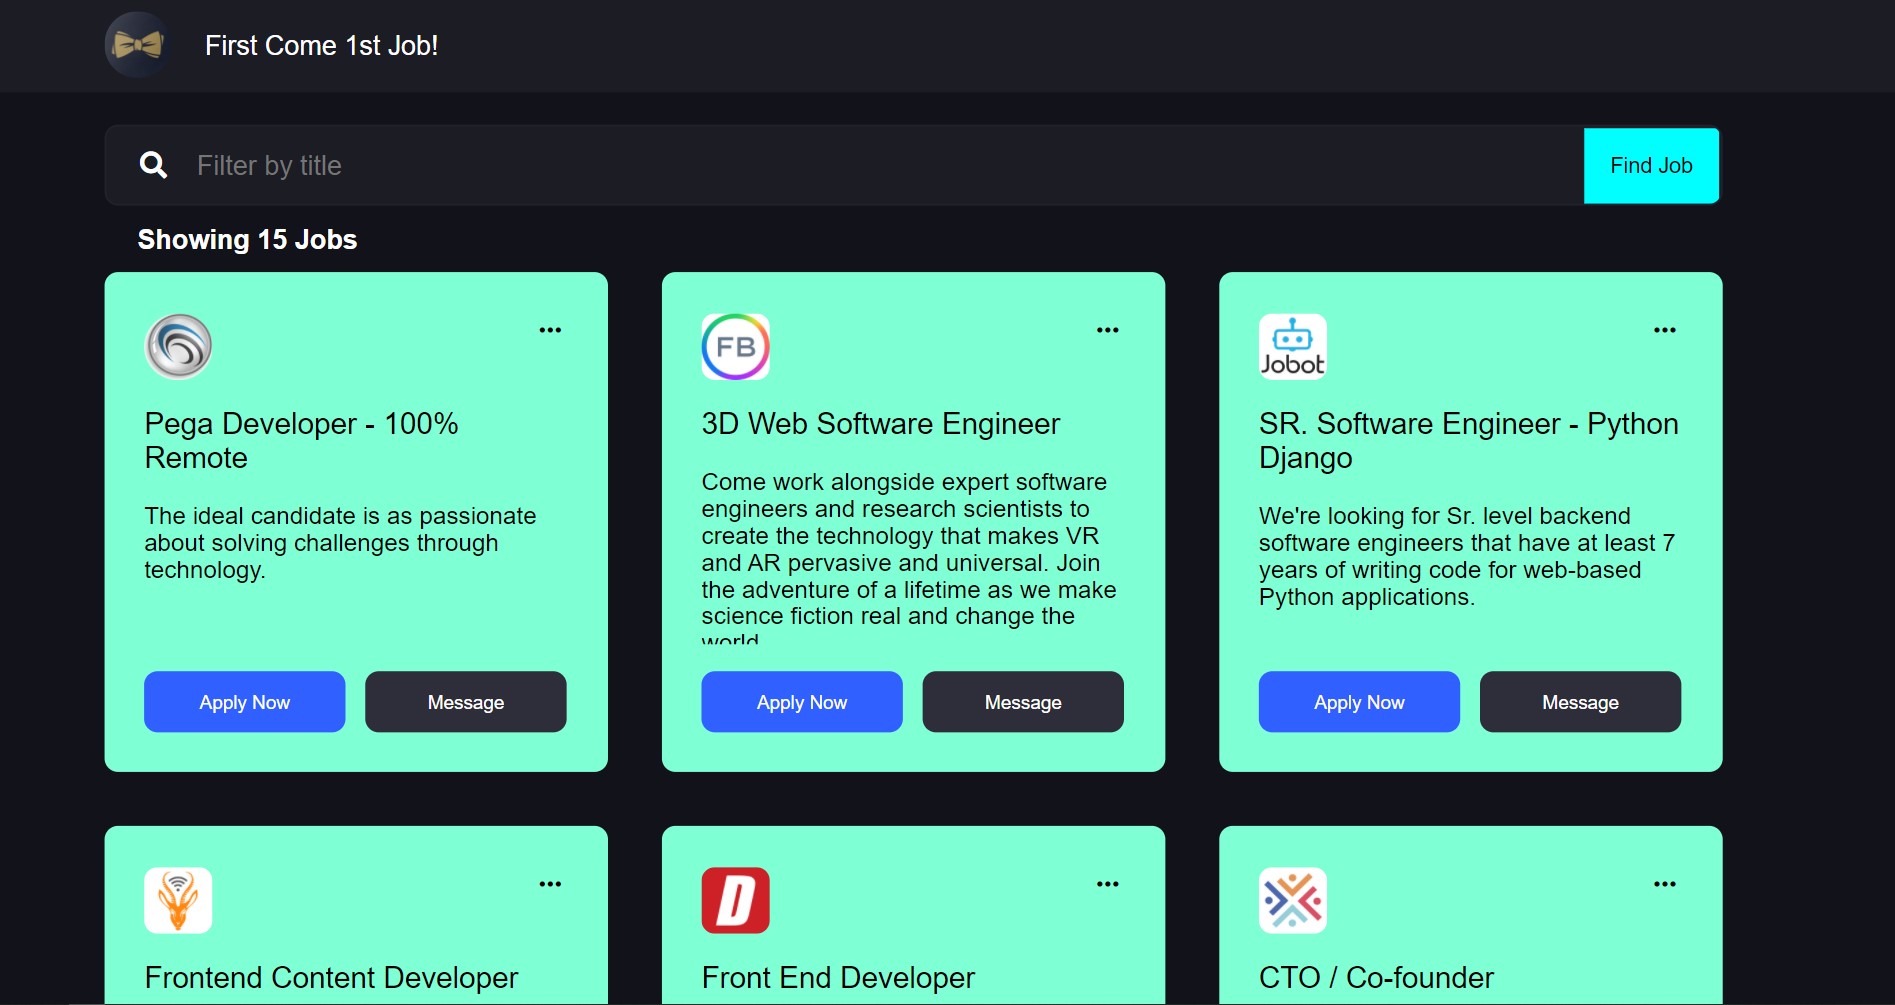 First Come 1st Job!
Filter by title
Find Job
Showing 15 Jobs
Pega Developer - 100%
Remote
The ideal candidate is as passionate
about solving challenges through
technology.
Apply Now
Message
FB
3D Web Software Engineer
Come work alongside expert software
engineers and research scientists to
create the technology that makes VR
and AR pervasive and universal. Join
the adventure of a lifetime as we make
science fiction real and change the
world
Apply Now
Message
Jobot
SR. Software Engineer - Python
Django
We're looking for Sr. level backend
software engineers that have at least 7
years of writing code for web-based
Python applications.
Apply Now
Message
Frontend Content Developer
D
Front End Developer
CTO / Co-founder